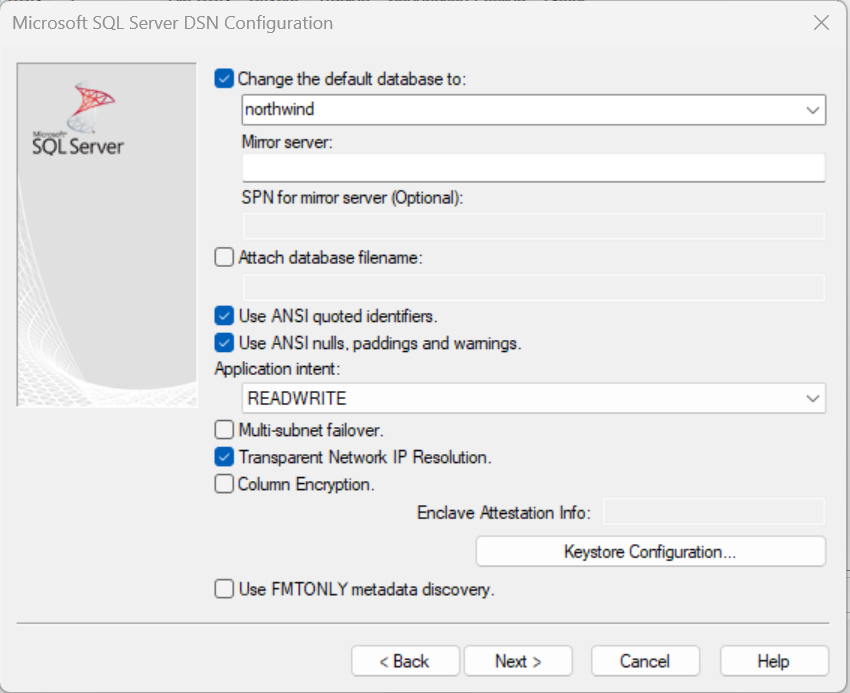 Microsoft SQL Server DSN Configuration
Microsoft
SQL Server
Change the default database to:
northwind
Mirror server:
SPN for mirror server (Optional):
Attach database filename:
Use ANSI quoted identifiers.
Use ANSI nulls, paddings and warnings.
Application intent:
READWRITE
Multi-subnet failover.
Transparent Network IP Resolution.
Column Encryption.
Enclave Attestation Info:
Keystore Configuration...
Use FMTONLY metadata discovery.
< Back Next > Cancel Help